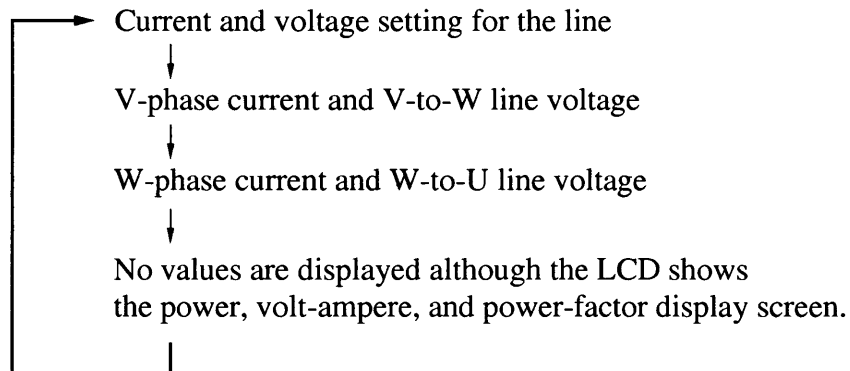 Current and voltage setting for the line
V-phase current and V-to-W line voltage
W-phase current and W-to-U line voltage
No values are displayed although the LCD shows
the power, volt-ampere, and power-factor display screen.